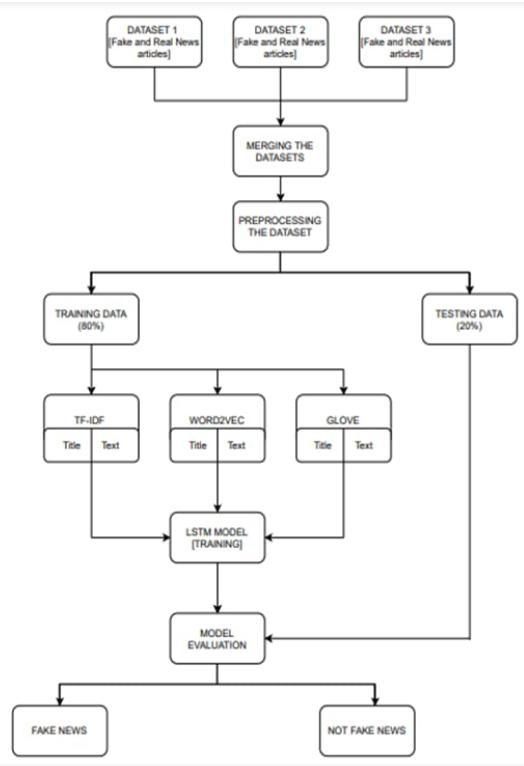 DATASET 1
[Fake and Real News
articles]
DATASET 2
[Fake and Real News
articles]
DATASET 3
[Fake and Real News
articles]
MERGING THE
DATASETS
PREPROCESSING
THE DATASET
TRAINING DATA
(80%)
TESTING DATA
(20%)
TF-IDF
Title Text
WORD2VEC
Title Text
GLOVE
Title Text
LSTM MODEL
[TRAINING]
MODEL
EVALUATION
FAKE NEWS
NOT FAKE NEWS